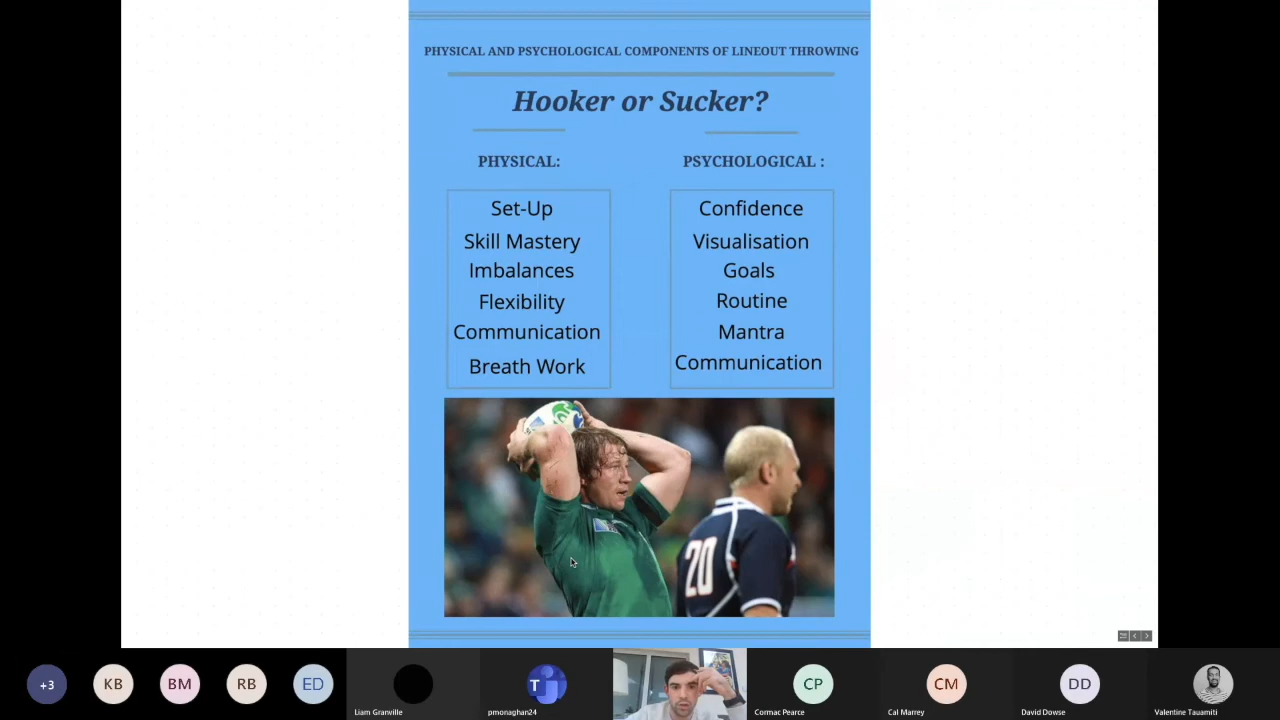 PHYSICAL AND PSYCHOLOGICAL COMPONENTS OF LINEOUT THROWING
Hooker or Sucker?
PHYSICAL:
Set-Up
Skill Mastery
Imbalances
Flexibility
Communication
Breath Work
PSYCHOLOGICAL :
Confidence
Visualisation
Goals
Routine
Mantra
Communication
20
+3
KB
BM
RB
ED
Liam Granville
T
pmonaghan24
CP
Cormac Pearce
CM
Cal Marrey
DD
David Dowse
Valentine Tauamiti